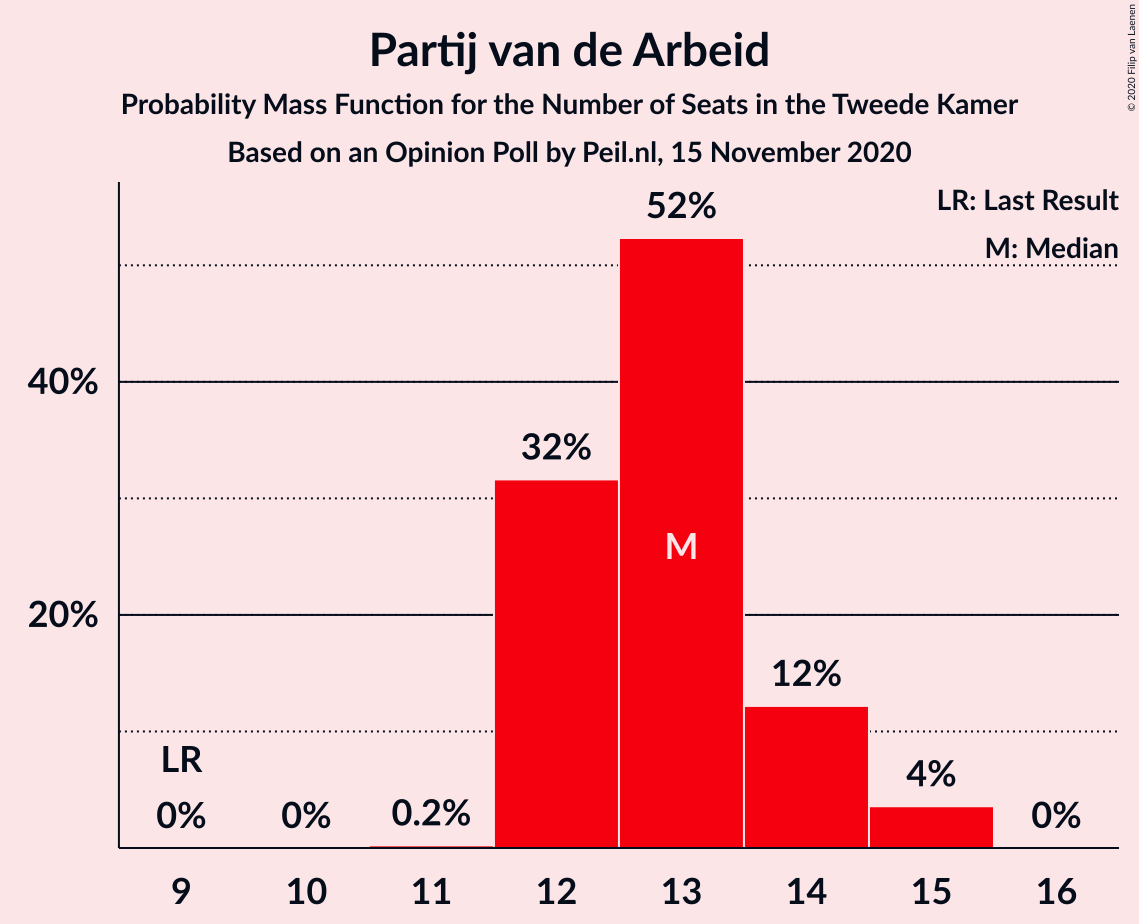 Partij van de Arbeid
Probability Mass Function for the Number of Seats in the Tweede Kamer
Based on an Opinion Poll by Peil.nl, 15 November 2020
© 2020 Filip van Laenen
LR: Last Result
M: Median
52%
40%
32%
M
20%
12%
LR
4%
0%
0%
0.2%
0%
9
10
11
12
13
14
15
16